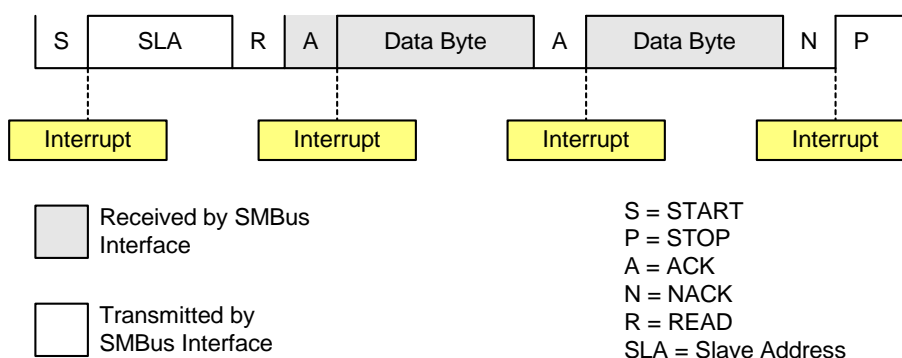 S SLA R A Data Byte A Data Byte N P
Interrupt Interrupt Interrupt Interrupt
Received by SMBus
Interface
Transmitted by
SMBus Interface
S = START
P = STOP
A = ACK
N = NACK
R = READ
SLA = Slave Address